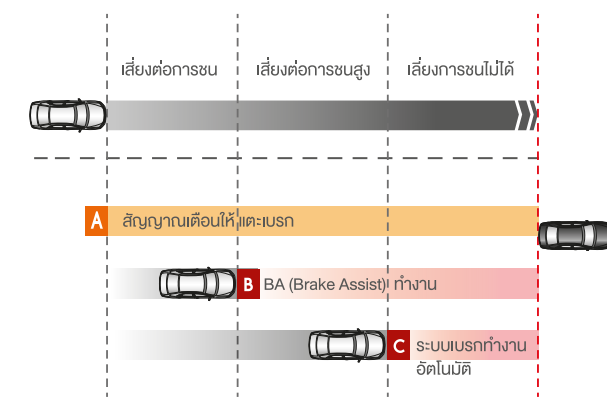 เสี่ยงต่อการชน เสี่ยงต่อการชนสูง เลี่ยงการชนไม่ได้
A สัญญาณเตือนให้แตะเบรก
B BA (Brake Assist) ทำงาน
C ระบบเบรกทำงาน
อัตโนมัติ